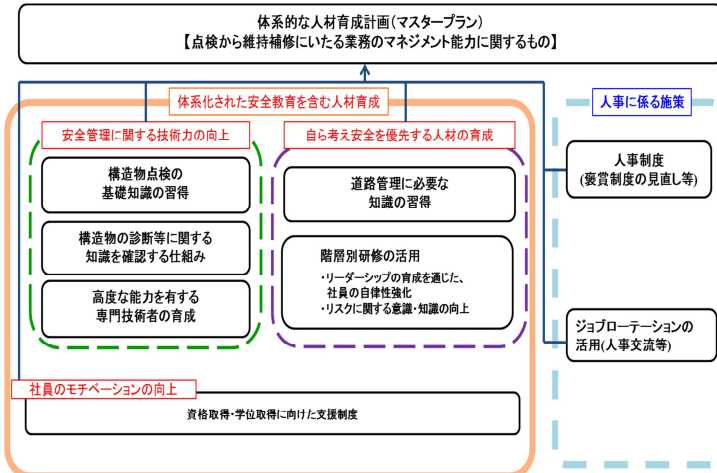 体系的な人材育成計画(マスタープラン)
【点検から維持補修にいたる業務のマネジメント能力に関するもの】
体系化された安全教育を含む人材育成
人事に係る施策
安全管理に関する技術力の向上
自ら考え安全を優先する人材の育成
構造物点検の
基礎知識の習得
構造物の診断等に関する
知識を確認する仕組み
高度な能力を有する
専門技術者の育成
道路管理に必要な
知識の習得
階層別研修の活用
・リーダーシップの育成を通じた、
社員の自律性強化
・リスクに関する意識・知識の向上
人事制度
(褒賞制度の見直し等)
ジョブローテーションの
活用(人事交流等)
社員のモチベーションの向上
資格取得・学位取得に向けた支援制度